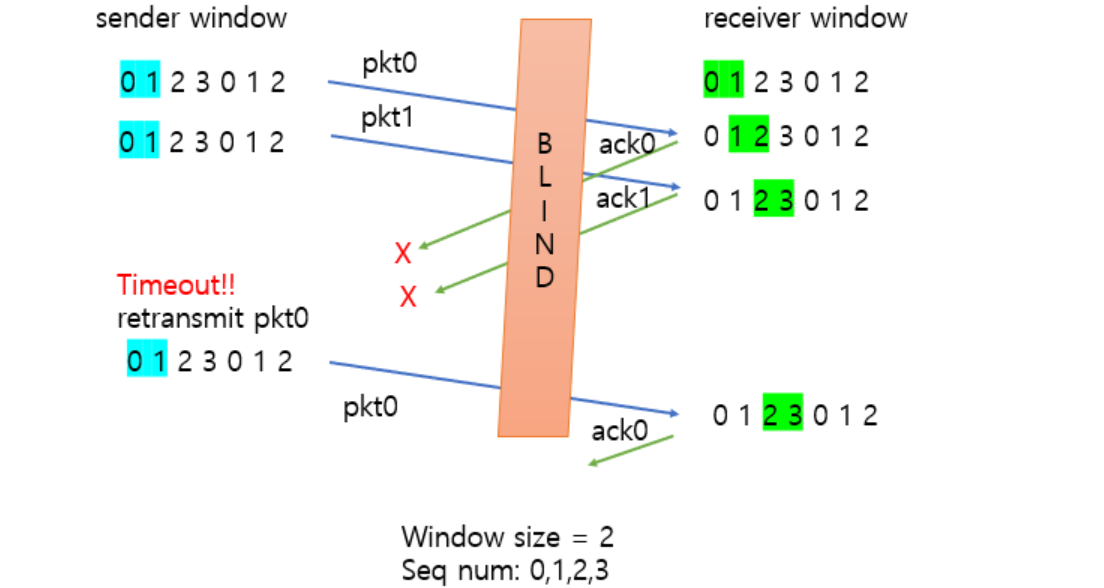 sender window
receiver window
pkt0
0 1 2 3 0 1 2
0 1 2 3 0 1 2
pkt1
0 1 2 3 0 1 2
ack0
0 1 2 3 0 1 2
ack1
0 1 2 3 0 1 2
B
L
I
N
D
X
X
Timeout!!
retransmit pkt0
0 1 2 3 0 1 2
pkt0
0 1 2 3 0 1 2
ack0
Window size = 2
Seq num: 0,1,2,3